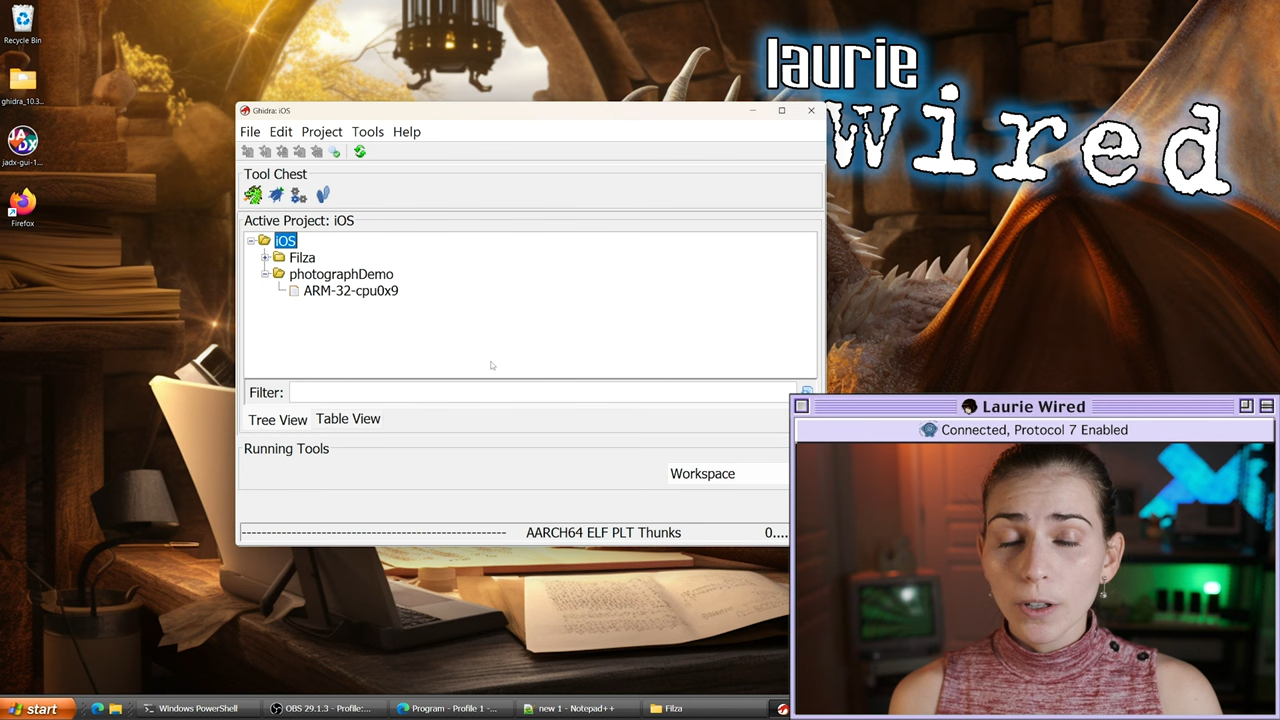 Recycle Bin
ghidra_10.3...
jadx-gui-1...
Firefox
laurie
wired
Ghidra: iOS
File Edit Project Tools Help
Tool Chest
Active Project: iOS
iOS
Filza
photographDemo
ARM-32-cpu0x9
Filter:
Tree View Table View
Running Tools
Workspace
AARCH64 ELF PLT Thunks 0....
Laurie Wired
Connected, Protocol 7 Enabled
start Windows PowerShell OBS 29.1.3 - Profile:... Program - Profile 1 -... new 1 - Notepad++ Filza